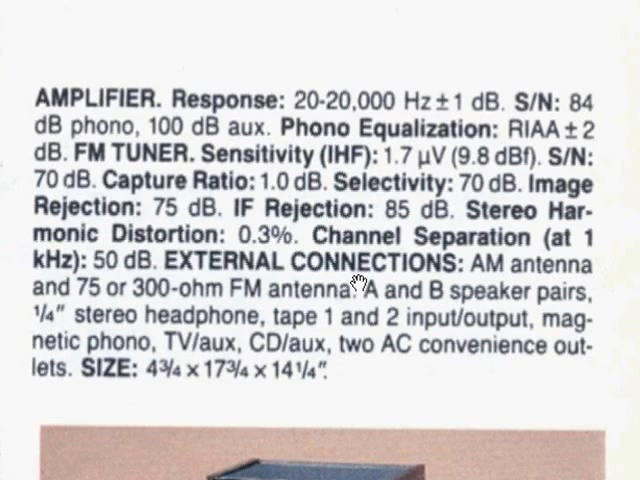 AMPLIFIER. Response: 20-20,000 Hz ± 1 dB. S/N: 84
dB phono, 100 dB aux. Phono Equalization: RIAA ± 2
dB. FM TUNER. Sensitivity (IHF): 1.7 µV (9.8 dBf). S/N:
70 dB. Capture Ratio: 1.0 dB. Selectivity: 70 dB. Image
Rejection: 75 dB. IF Rejection: 85 dB. Stereo Har-
monic Distortion: 0.3%. Channel Separation (at 1
kHz): 50 dB. EXTERNAL CONNECTIONS: AM antenna
and 75 or 300-ohm FM antenna. A and B speaker pairs,
1/4" stereo headphone, tape 1 and 2 input/output, mag-
netic phono, TV/aux, CD/aux, two AC convenience out-
lets. SIZE: 4 3/4 x 17 3/4 x 14 1/4".